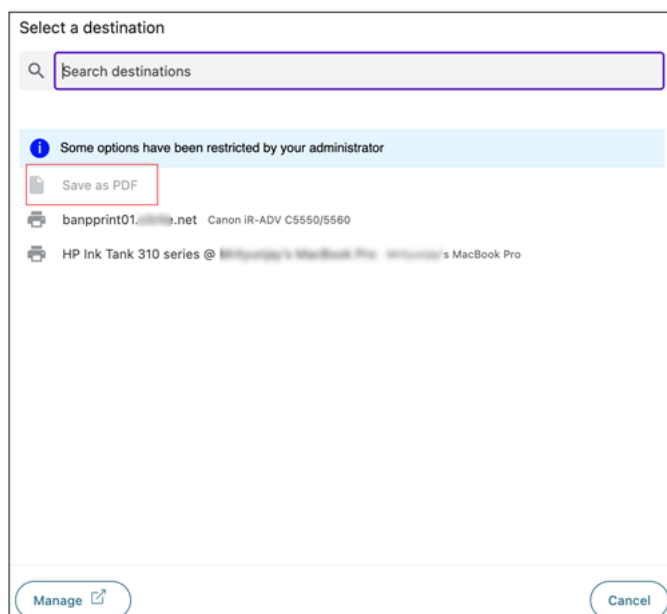 Select a destination
Search destinations
Some options have been restricted by your administrator
Save as PDF
banpprint01. .net Canon iR-ADV C5550/5560
HP Ink Tank 310 series @ 's MacBook Pro
Manage
Cancel